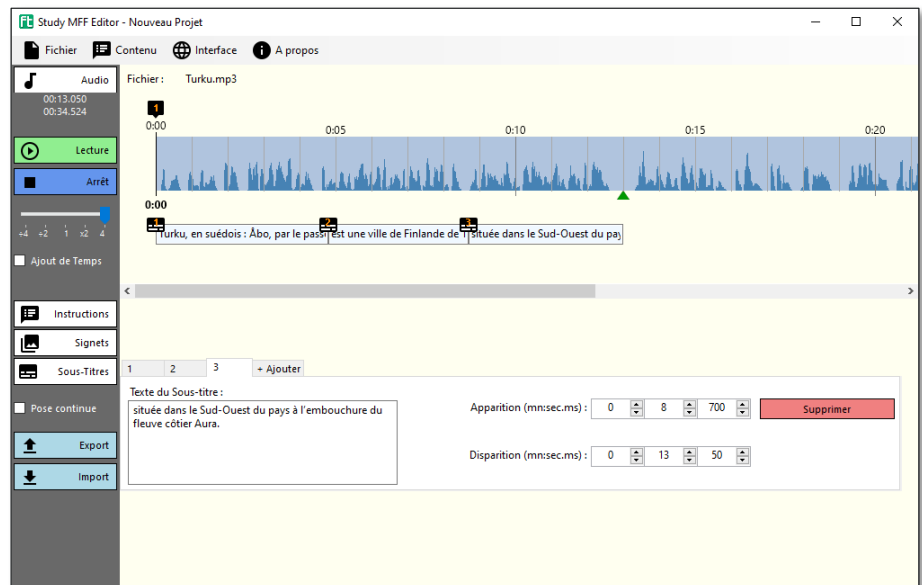 ft Study MFF Editor - Nouveau Projet
Fichier Contenu Interface A propos
Audio
00:13.050
00:34.524
Lecture
Arrêt
÷4 ÷2 1 x2 4
Ajout de Temps
Instructions
Signets
Sous-Titres
Pose continue
Export
Import
Fichier : Turku.mp3
1
0:00 0:05 0:10 0:15 0:20
0:00
1 2 3
Turku, en suédois : Åbo, par le pass est une ville de Finlande de située dans le Sud-Ouest du pay
1 2 3 + Ajouter
Texte du Sous-titre :
située dans le Sud-Ouest du pays à l'embouchure du
fleuve côtier Aura.
Apparition (mn:sec.ms) : 0 8 700 Supprimer
Disparition (mn:sec.ms) : 0 13 50